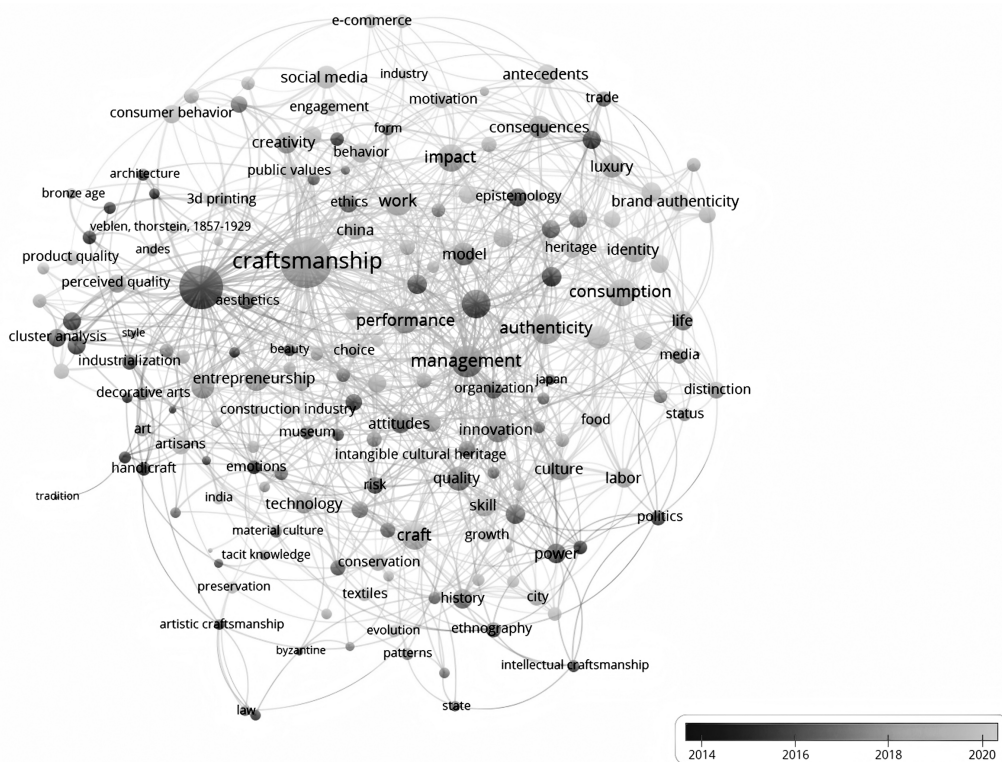 e-commerce
social media
industry
antecedents
consumer behavior
engagement
motivation
trade
creativity
form
consequences
behavior
impact
luxury
architecture
public values
bronze age
3d printing
ethics
work
epistemology
brand authenticity
veblen, thorstein, 1857-1929
china
product quality
andes
craftsmanship
model
heritage
identity
perceived quality
aesthetics
consumption
cluster analysis
style
performance
authenticity
life
industrialization
beauty
choice
management
media
entrepreneurship
organization
japan
distinction
decorative arts
construction industry
status
art
museum
attitudes
innovation
food
artisans
intangible cultural heritage
handicraft
emotions
risk
quality
culture
labor
tradition
india
technology
skill
politics
material culture
craft
growth
tacit knowledge
conservation
power
preservation
textiles
history
city
artistic craftsmanship
evolution
ethnography
byzantine
patterns
intellectual craftsmanship
law
state
2014 2016 2018 2020